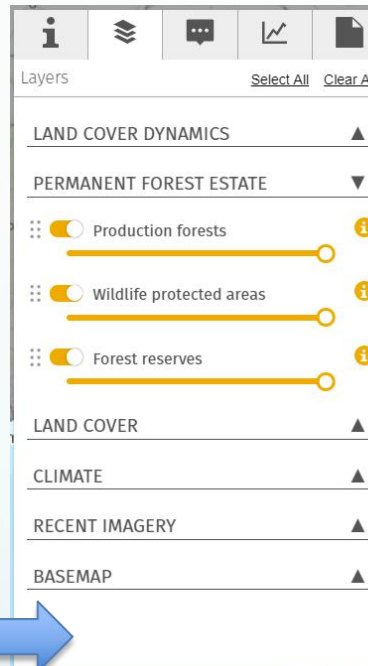 Layers Select All Clear A
LAND COVER DYNAMICS
PERMANENT FOREST ESTATE
Production forests
Wildlife protected areas
Forest reserves
LAND COVER
CLIMATE
RECENT IMAGERY
BASEMAP